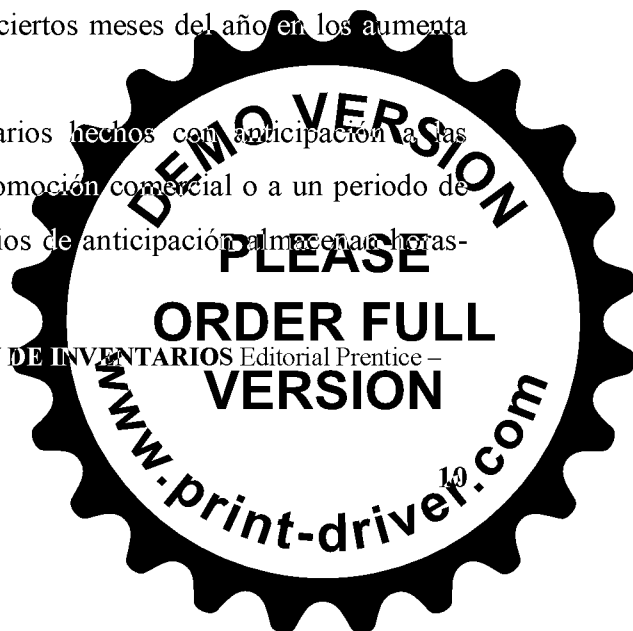 ciertos meses del año en los aumenta
arios hechos con anticipación a las
omoción comercial o a un periodo de
ios de anticipación almacenan horas-
DE INVENTARIOS Editorial Prentice –
10
DEMO VERSION
PLEASE
ORDER FULL
VERSION
www.print-driver.com